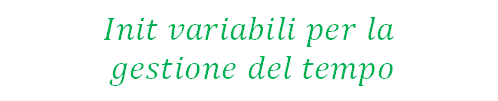 Init variabili per la
gestione del tempo